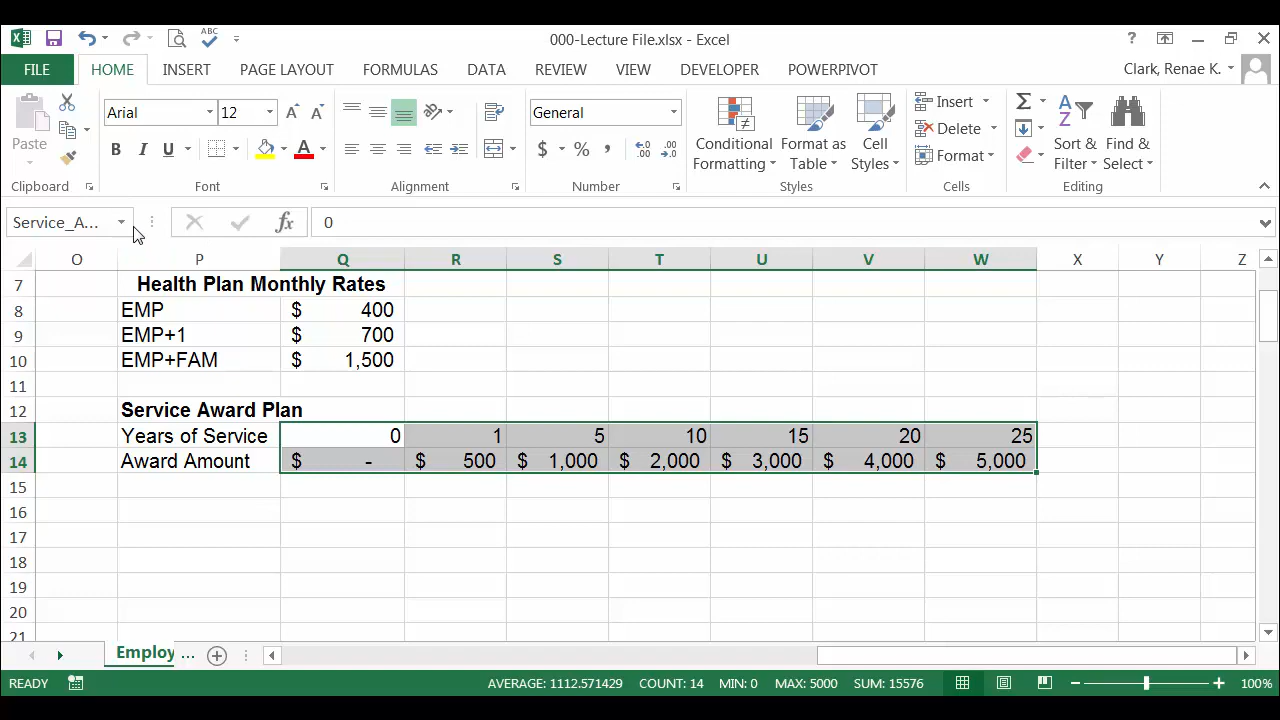 ABC
000-Lecture File.xlsx - Excel
?
FILE HOME INSERT PAGE LAYOUT FORMULAS DATA REVIEW VIEW DEVELOPER POWERPIVOT Clark, Renae K.
Paste
Arial 12 A A
B I U A
General
$ % , .00 .0
Conditional Formatting
Format as Table
Cell Styles
Insert
Delete
Format
Sort & Filter
Find & Select
Clipboard Font Alignment Number Styles Cells Editing
Service_A... fx 0
O P Q R S T U V W X Y Z
7 Health Plan Monthly Rates
8 EMP $ 400
9 EMP+1 $ 700
10 EMP+FAM $ 1,500
11
12 Service Award Plan
13 Years of Service 0 1 5 10 15 20 25
14 Award Amount $ - $ 500 $ 1,000 $ 2,000 $ 3,000 $ 4,000 $ 5,000
15
16
17
18
19
20
21
Employ ...
READY AVERAGE: 1112.571429 COUNT: 14 MIN: 0 MAX: 5000 SUM: 15576 100%